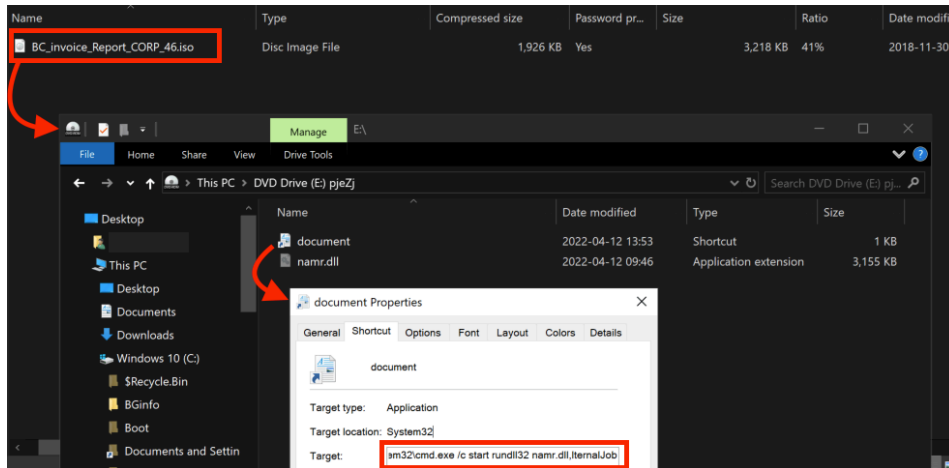 Name Type Compressed size Password pr... Size Ratio Date modifi
BC_invoice_Report_CORP_46.iso Disc Image File 1,926 KB Yes 3,218 KB 41% 2018-11-30
Manage E:\
File Home Share View Drive Tools
This PC > DVD Drive (E:) pjeZj Search DVD Drive (E:) pj...
Name Date modified Type Size
Desktop
document 2022-04-12 13:53 Shortcut 1 KB
namr.dll 2022-04-12 09:46 Application extension 3,155 KB
This PC
Desktop
Documents
Downloads
Windows 10 (C:)
$Recycle.Bin
BGinfo
Boot
Documents and Settin
document Properties
General Shortcut Options Font Layout Colors Details
document
Target type: Application
Target location: System32
Target: em32\cmd.exe /c start rundll32 namr.dll,IternalJob